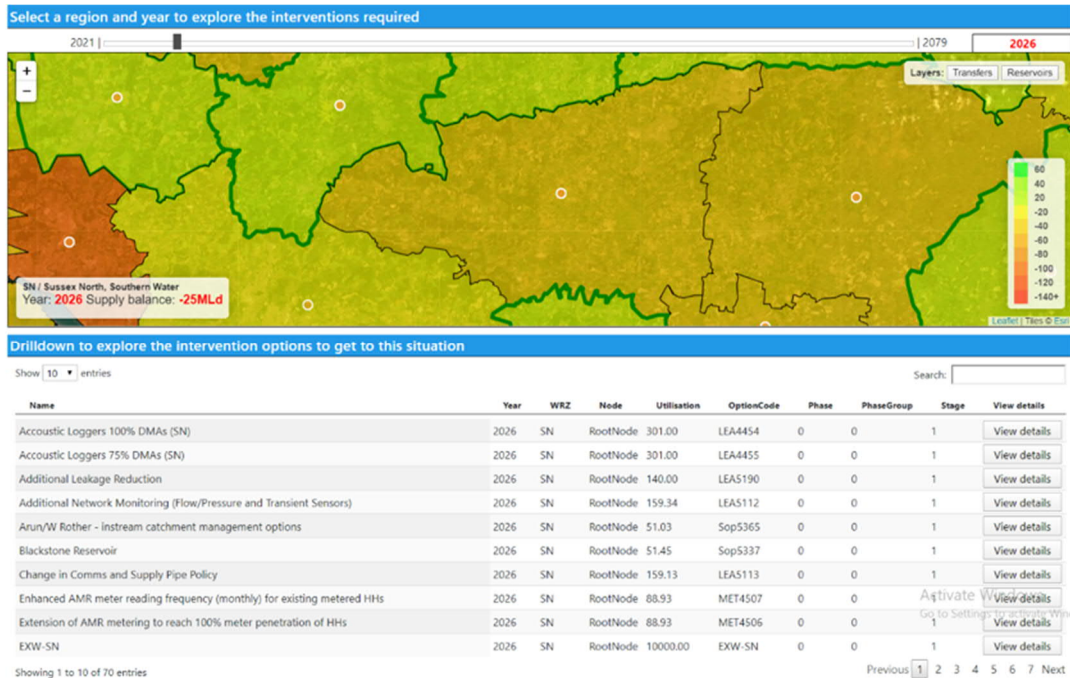 Select a region and year to explore the interventions required
2021 | | 2079 2026
+
−
Layers: Transfers Reservoirs
60
40
20
-20
-40
-60
-80
-100
-120
-140+
SN / Sussex North, Southern Water
Year: 2026 Supply balance: -25MLd
Leaflet | Tiles © Esri
Drilldown to explore the intervention options to get to this situation
Show 10 entries Search:
Name Year WRZ Node Utilisation OptionCode Phase PhaseGroup Stage View details
Accoustic Loggers 100% DMAs (SN) 2026 SN RootNode 301.00 LEA4454 0 0 1 View details
Accoustic Loggers 75% DMAs (SN) 2026 SN RootNode 301.00 LEA4455 0 0 1 View details
Additional Leakage Reduction 2026 SN RootNode 140.00 LEA5190 0 0 1 View details
Additional Network Monitoring (Flow/Pressure and Transient Sensors) 2026 SN RootNode 159.34 LEA5112 0 0 1 View details
Arun/W Rother - instream catchment management options 2026 SN RootNode 51.03 Sop5365 0 0 1 View details
Blackstone Reservoir 2026 SN RootNode 51.45 Sop5337 0 0 1 View details
Change in Comms and Supply Pipe Policy 2026 SN RootNode 159.13 LEA5113 0 0 1 View details
Enhanced AMR meter reading frequency (monthly) for existing metered HHs 2026 SN RootNode 88.93 MET4507 0 0 1 View details
Activate Windows
Extension of AMR metering to reach 100% meter penetration of HHs 2026 SN RootNode 88.93 MET4506 0 0 1 View details
Go to Settings to activate Win
EXW-SN 2026 SN RootNode 10000.00 EXW-SN 0 0 1 View details
Showing 1 to 10 of 70 entries Previous 1 2 3 4 5 6 7 Next